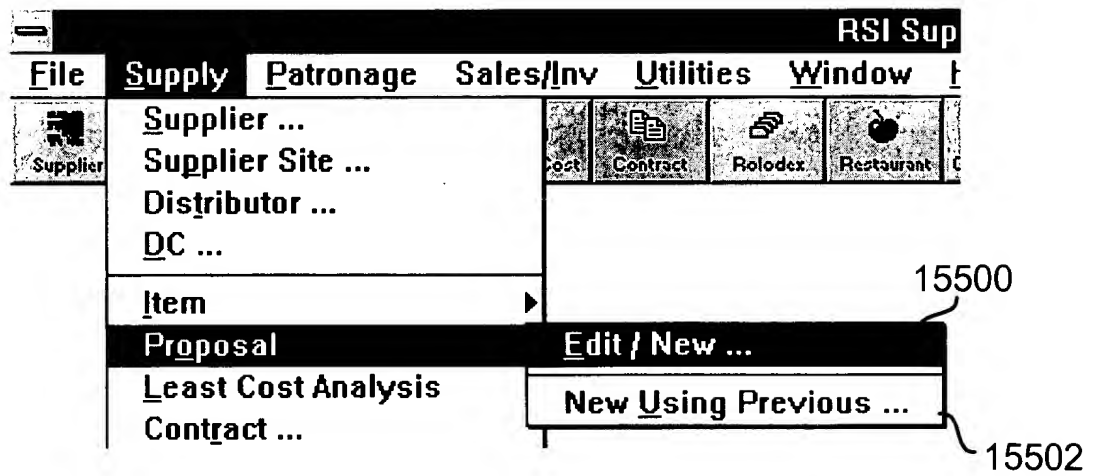 RSI Sup
File Supply Patronage Sales/Inv Utilities Window
Supplier Contract Rolodex Restaurant
Supplier ...
Supplier Site ...
Distributor ...
DC ...
15500
Item
Proposal Edit / New ...
Least Cost Analysis New Using Previous ...
Contract ...
15502